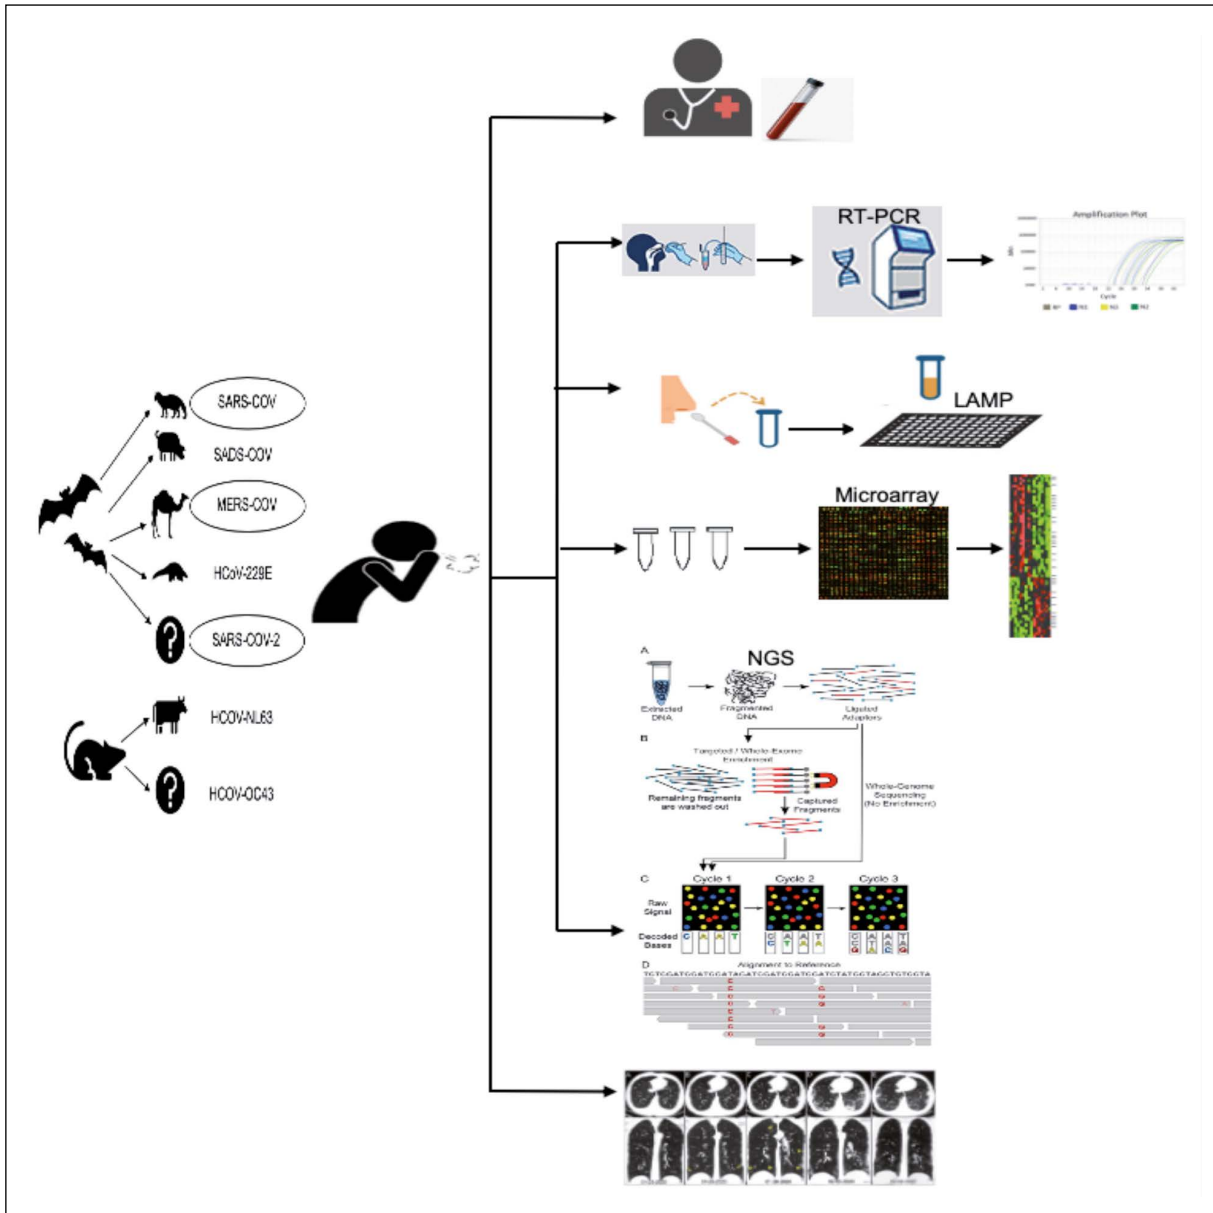 SARS-COV
SADS-COV
MERS-COV
HCoV-229E
SARS-COV-2
HCOV-NL63
HCOV-OC43
RT-PCR
Amplification Plot
Cycle
LAMP
Microarray
A
NGS
Extracted
DNA
Fragmented
DNA
Ligated
Adapters
B
Targeted / Whole-Exome
Enrichment
Remaining fragments
are washed out
Captured
Fragments
Whole-Genome
Sequencing
(No Enrichment)
C
Cycle 1
Cycle 2
Cycle 3
Raw
Signal
Decoded
Bases
D
Alignment to Reference